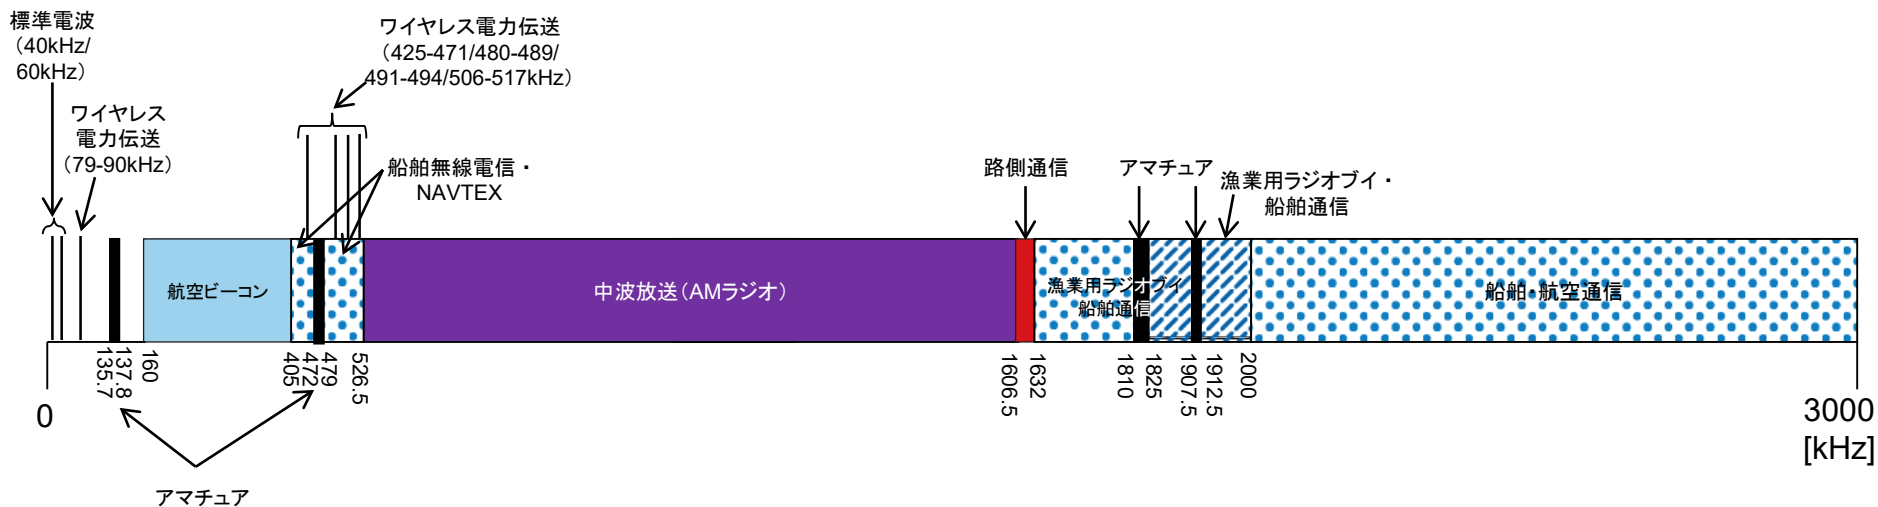 標準電波
（40kHz/
60kHz）
ワイヤレス
電力伝送
（79-90kHz）
ワイヤレス電力伝送
（425-471/480-489/
491-494/506-517kHz）
船舶無線電信・
NAVTEX
路側通信
アマチュア
漁業用ラジオブイ・
船舶通信
航空ビーコン
中波放送（AMラジオ）
漁業用ラジオブイ
船舶通信
船舶・航空通信
0
135.7
137.8
160
405
472
479
526.5
1606.5
1632
1810
1825
1907.5
1912.5
2000
3000
[kHz]
アマチュア